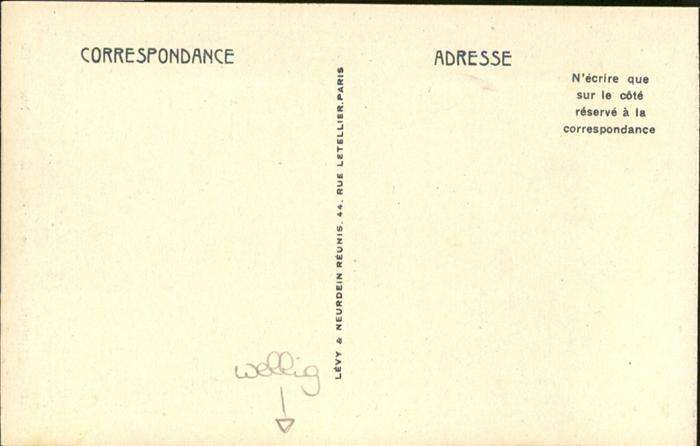 CORRESPONDANCE
ADRESSE
N'écrire que
sur le côté
réservé à la
correspondance
LÉVY & NEURDEIN RÉUNIS. 44. RUE LETELLIER.PARIS
wellig